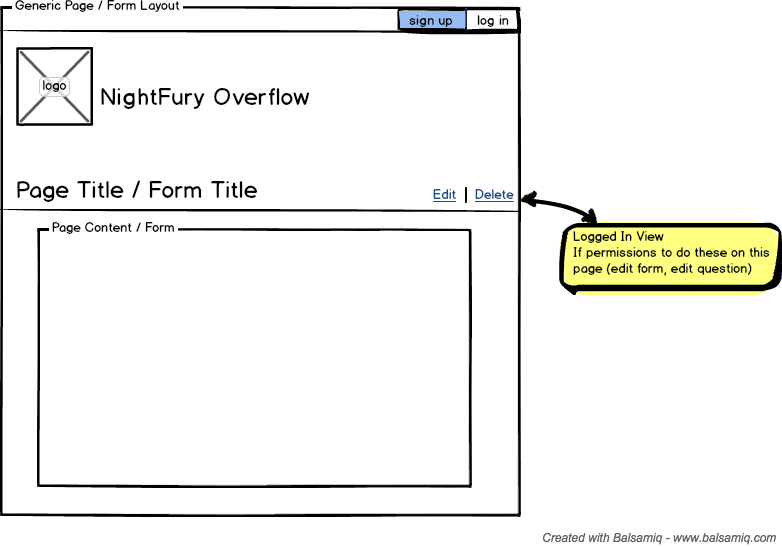 Generic Page / Form Layout
sign up log in
logo
NightFury Overflow
Page Title / Form Title
Edit | Delete
Logged In View
If permissions to do these on this
page (edit form, edit question)
Page Content / Form
Created with Balsamiq - www.balsamiq.com